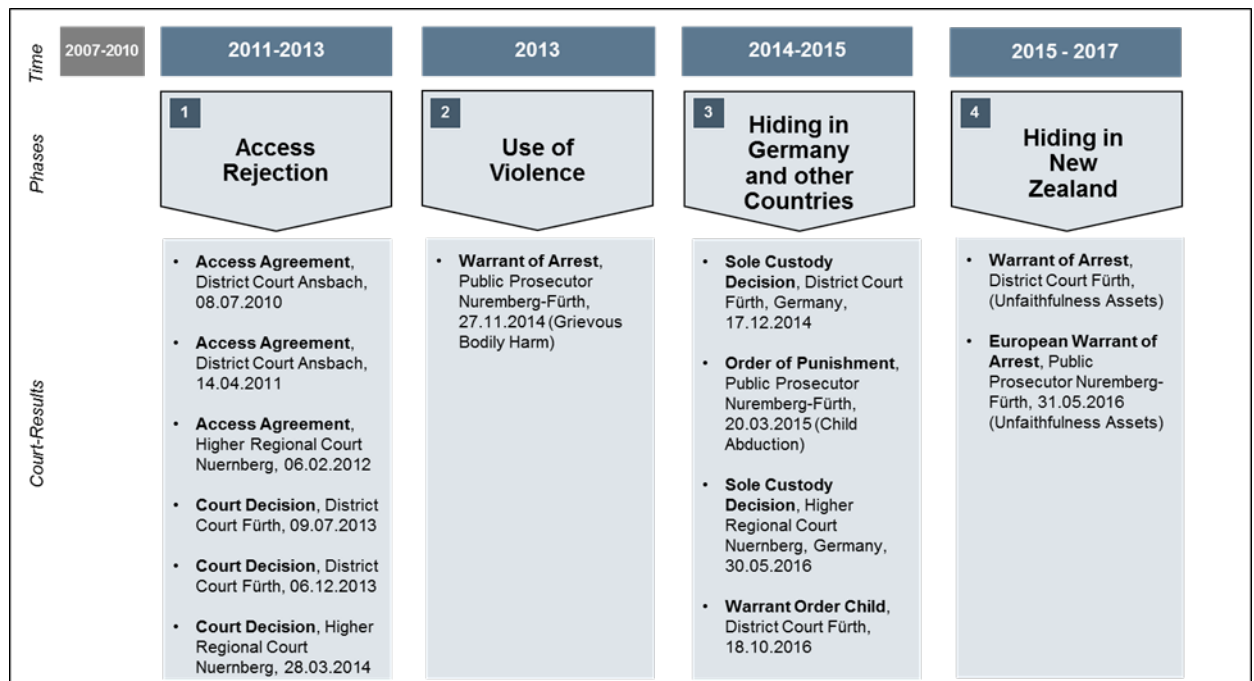 Time
2007-2010
2011-2013
2013
2014-2015
2015 - 2017
Phases
1
Access
Rejection
2
Use of
Violence
3
Hiding in
Germany
and other
Countries
4
Hiding in
New
Zealand
Court-Results
• Access Agreement,
District Court Ansbach,
08.07.2010
• Access Agreement,
District Court Ansbach,
14.04.2011
• Access Agreement,
Higher Regional Court
Nuernberg, 06.02.2012
• Court Decision, District
Court Fürth, 09.07.2013
• Court Decision, District
Court Fürth, 06.12.2013
• Court Decision, Higher
Regional Court
Nuernberg, 28.03.2014
• Warrant of Arrest,
Public Prosecutor
Nuremberg-Fürth,
27.11.2014 (Grievous
Bodily Harm)
• Sole Custody
Decision, District Court
Fürth, Germany,
17.12.2014
• Order of Punishment,
Public Prosecutor
Nuremberg-Fürth,
20.03.2015 (Child
Abduction)
• Sole Custody
Decision, Higher
Regional Court
Nuernberg, Germany,
30.05.2016
• Warrant Order Child,
District Court Fürth,
18.10.2016
• Warrant of Arrest,
District Court Fürth,
(Unfaithfulness Assets)
• European Warrant of
Arrest, Public
Prosecutor Nuremberg-
Fürth, 31.05.2016
(Unfaithfulness Assets)